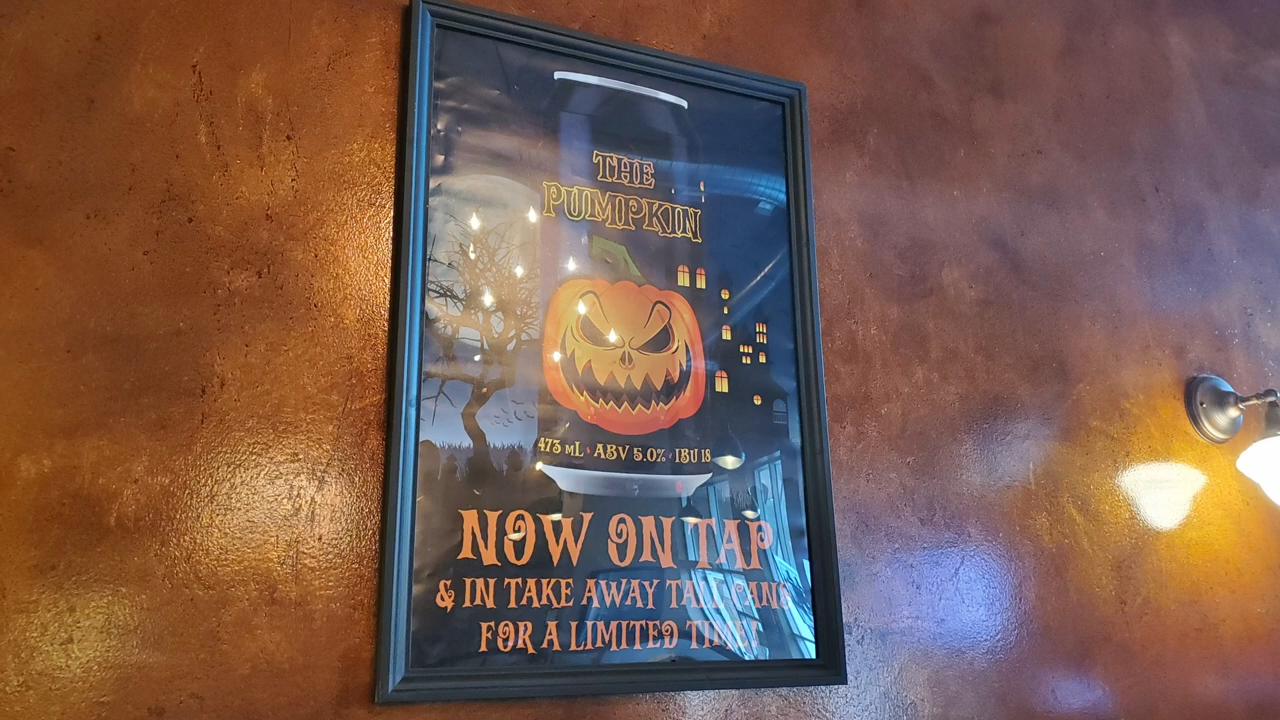 THE
PUMPKIN
473 mL • ABV 5.0% • IBU 18
NOW ON TAP
& IN TAKE AWAY TALL CANS
FOR A LIMITED TIME!